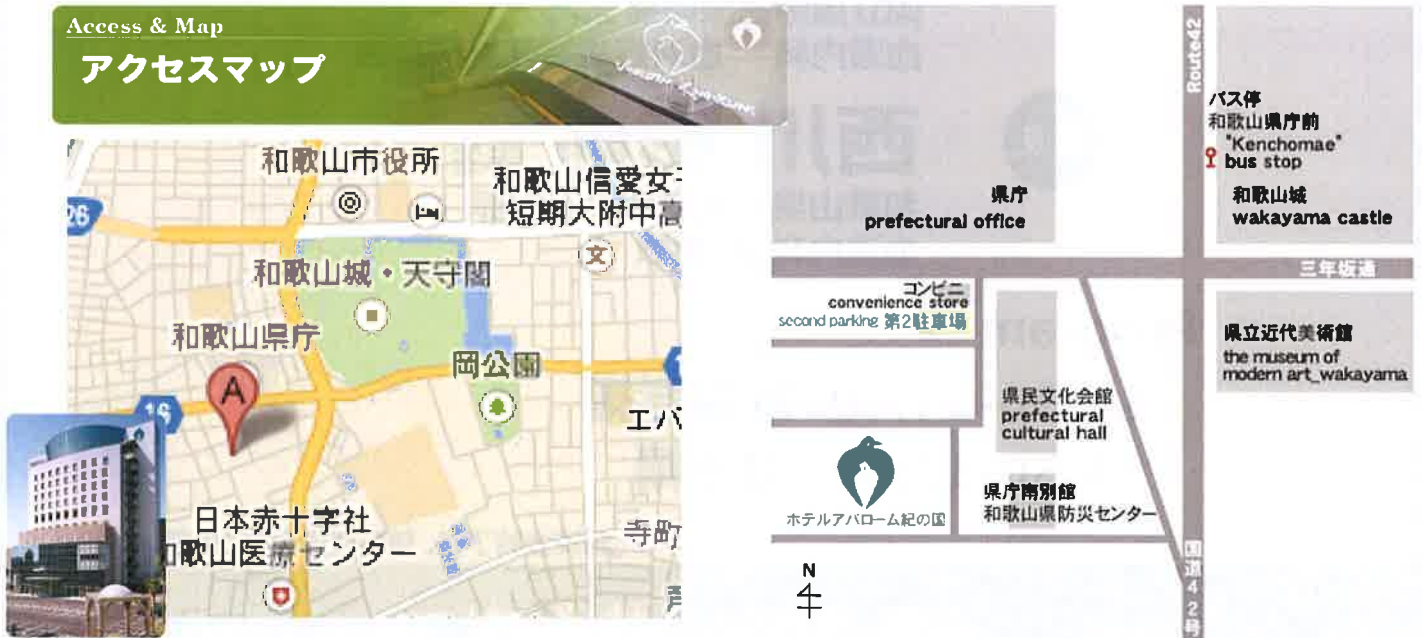 Access & Map
アクセスマップ
和歌山市役所
和歌山信愛女子
短期大附中高
26
文
和歌山城・天守閣
和歌山県庁
A
岡公園
16
エバ
日本赤十字社
和歌山医療センター
寺町
Route42
バス停
和歌山県庁前
"Kenchomae"
bus stop
県庁
prefectural office
和歌山城
wakayama castle
三年坂通
コンビニ
convenience store
second parking 第2駐車場
県立近代美術館
the museum of
modern art_wakayama
県民文化会館
prefectural
cultural hall
県庁南別館
和歌山県防災センター
ホテルアバローム紀の国
N
国道42号